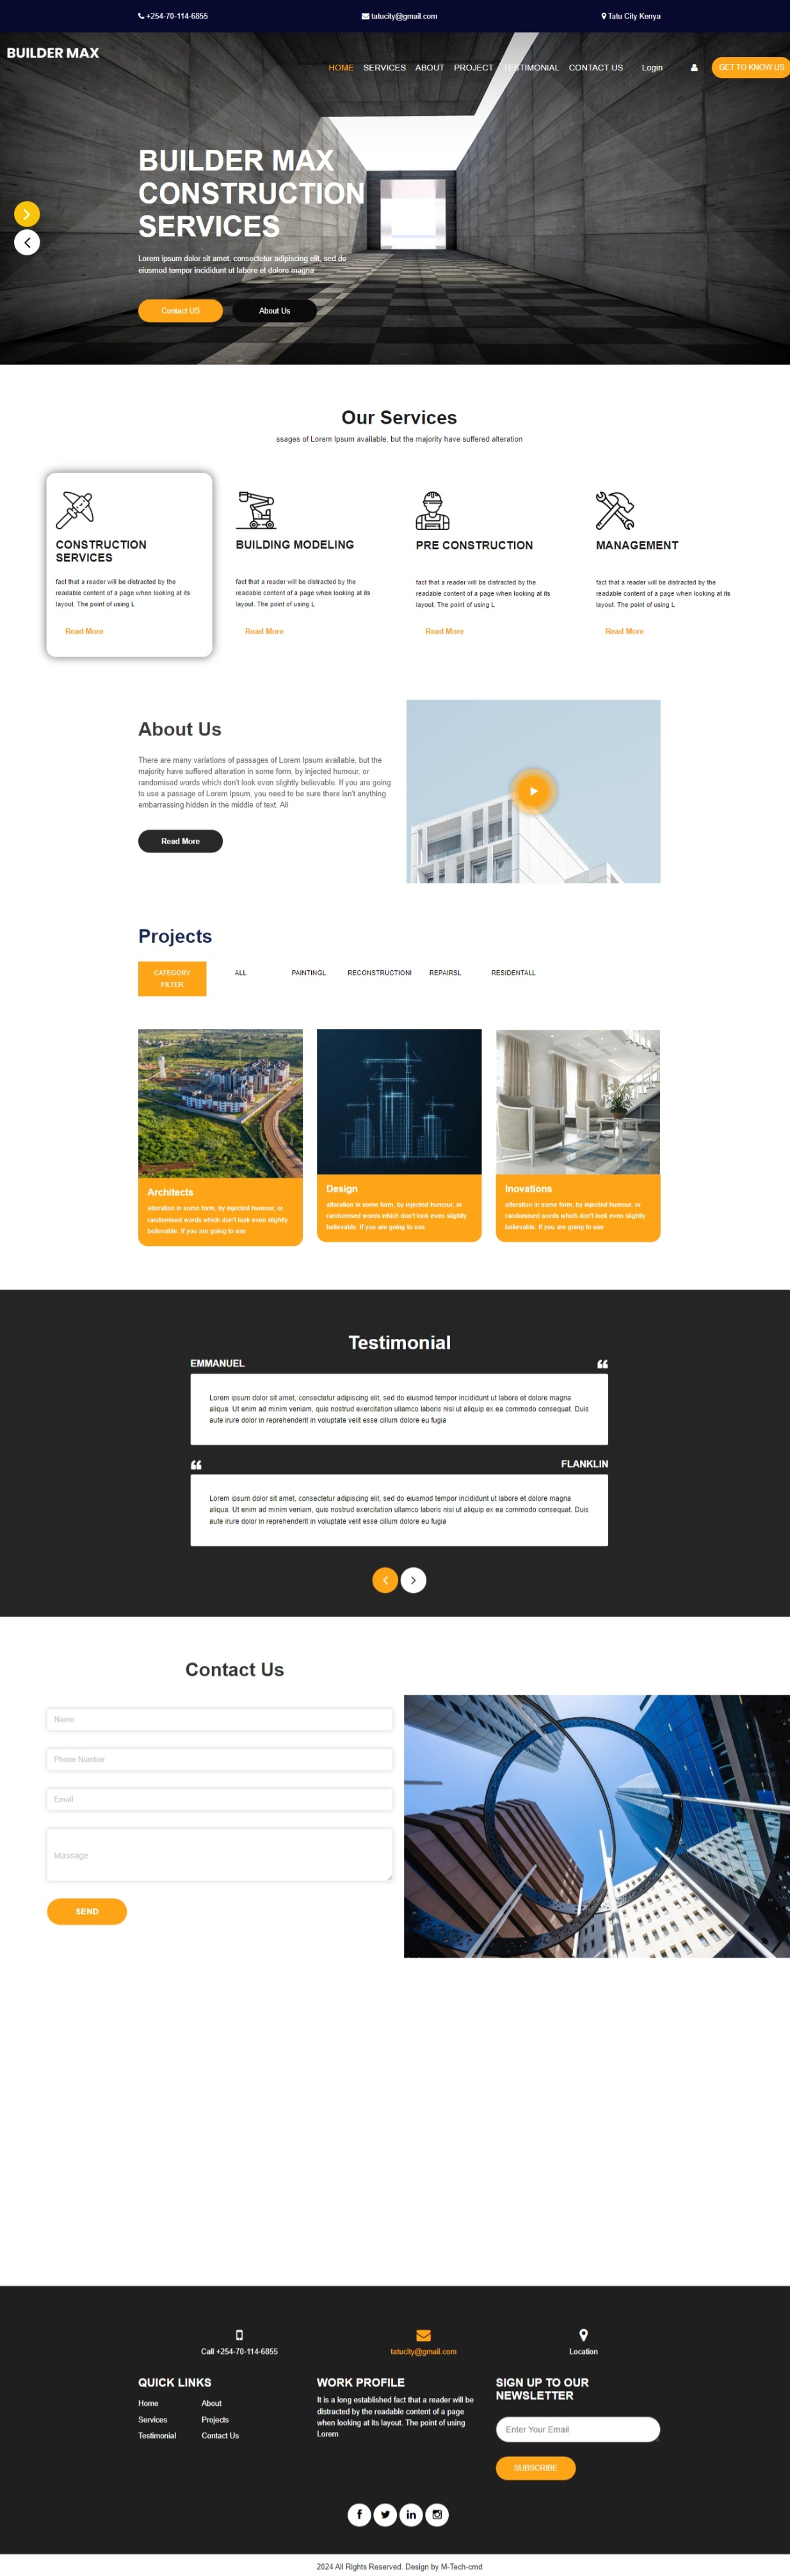 +254-70-114-6855
tatucity@gmail.com
Tatu City Kenya
BUILDER MAX
HOME SERVICES ABOUT PROJECT TESTIMONIAL CONTACT US Login
GET TO KNOW US
BUILDER MAX
CONSTRUCTION
SERVICES
Lorem ipsum dolor sit amet, consectetur adipiscing elit, sed do
eiusmod tempor incididunt ut labore et dolore magna
Contact US
About Us
Our Services
ssages of Lorem Ipsum available, but the majority have suffered alteration
CONSTRUCTION
SERVICES
fact that a reader will be distracted by the
readable content of a page when looking at its
layout. The point of using L
Read More
BUILDING MODELING
fact that a reader will be distracted by the
readable content of a page when looking at its
layout. The point of using L
Read More
PRE CONSTRUCTION
fact that a reader will be distracted by the
readable content of a page when looking at its
layout. The point of using L
Read More
MANAGEMENT
fact that a reader will be distracted by the
readable content of a page when looking at its
layout. The point of using L
Read More
About Us
There are many variations of passages of Lorem Ipsum available, but the
majority have suffered alteration in some form, by injected humour, or
randomised words which don't look even slightly believable. If you are going
to use a passage of Lorem Ipsum, you need to be sure there isn't anything
embarrassing hidden in the middle of text. All
Read More
Projects
CATEGORY
FILTER
ALL
PAINTINGL
RECONSTRUCTIONI
REPAIRSL
RESIDENTALL
Architects
alteration in some form, by injected humour, or
randomised words which don't look even slightly
believable. If you are going to use
Design
alteration in some form, by injected humour, or
randomised words which don't look even slightly
believable. If you are going to use
Inovations
alteration in some form, by injected humour, or
randomised words which don't look even slightly
believable. If you are going to use
Testimonial
EMMANUEL
Lorem ipsum dolor sit amet, consectetur adipiscing elit, sed do eiusmod tempor incididunt ut labore et dolore magna
aliqua. Ut enim ad minim veniam, quis nostrud exercitation ullamco laboris nisi ut aliquip ex ea commodo consequat. Duis
aute irure dolor in reprehenderit in voluptate velit esse cillum dolore eu fugia
FLANKLIN
Lorem ipsum dolor sit amet, consectetur adipiscing elit, sed do eiusmod tempor incididunt ut labore et dolore magna
aliqua. Ut enim ad minim veniam, quis nostrud exercitation ullamco laboris nisi ut aliquip ex ea commodo consequat. Duis
aute irure dolor in reprehenderit in voluptate velit esse cillum dolore eu fugia
Contact Us
Name
Phone Number
Email
Massage
SEND
Call +254-70-114-6855
tatucity@gmail.com
Location
QUICK LINKS
Home About
Services Projects
Testimonial Contact Us
WORK PROFILE
It is a long established fact that a reader will be
distracted by the readable content of a page
when looking at its layout. The point of using
Lorem
SIGN UP TO OUR
NEWSLETTER
Enter Your Email
SUBSCRIBE
2024 All Rights Reserved. Design by M-Tech-cmd